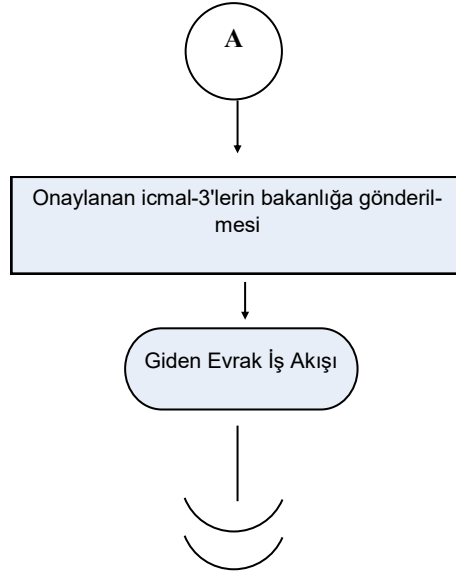 A
Onaylanan icmal-3'lerin bakanlığa gönderil-
mesi
Giden Evrak İş Akışı